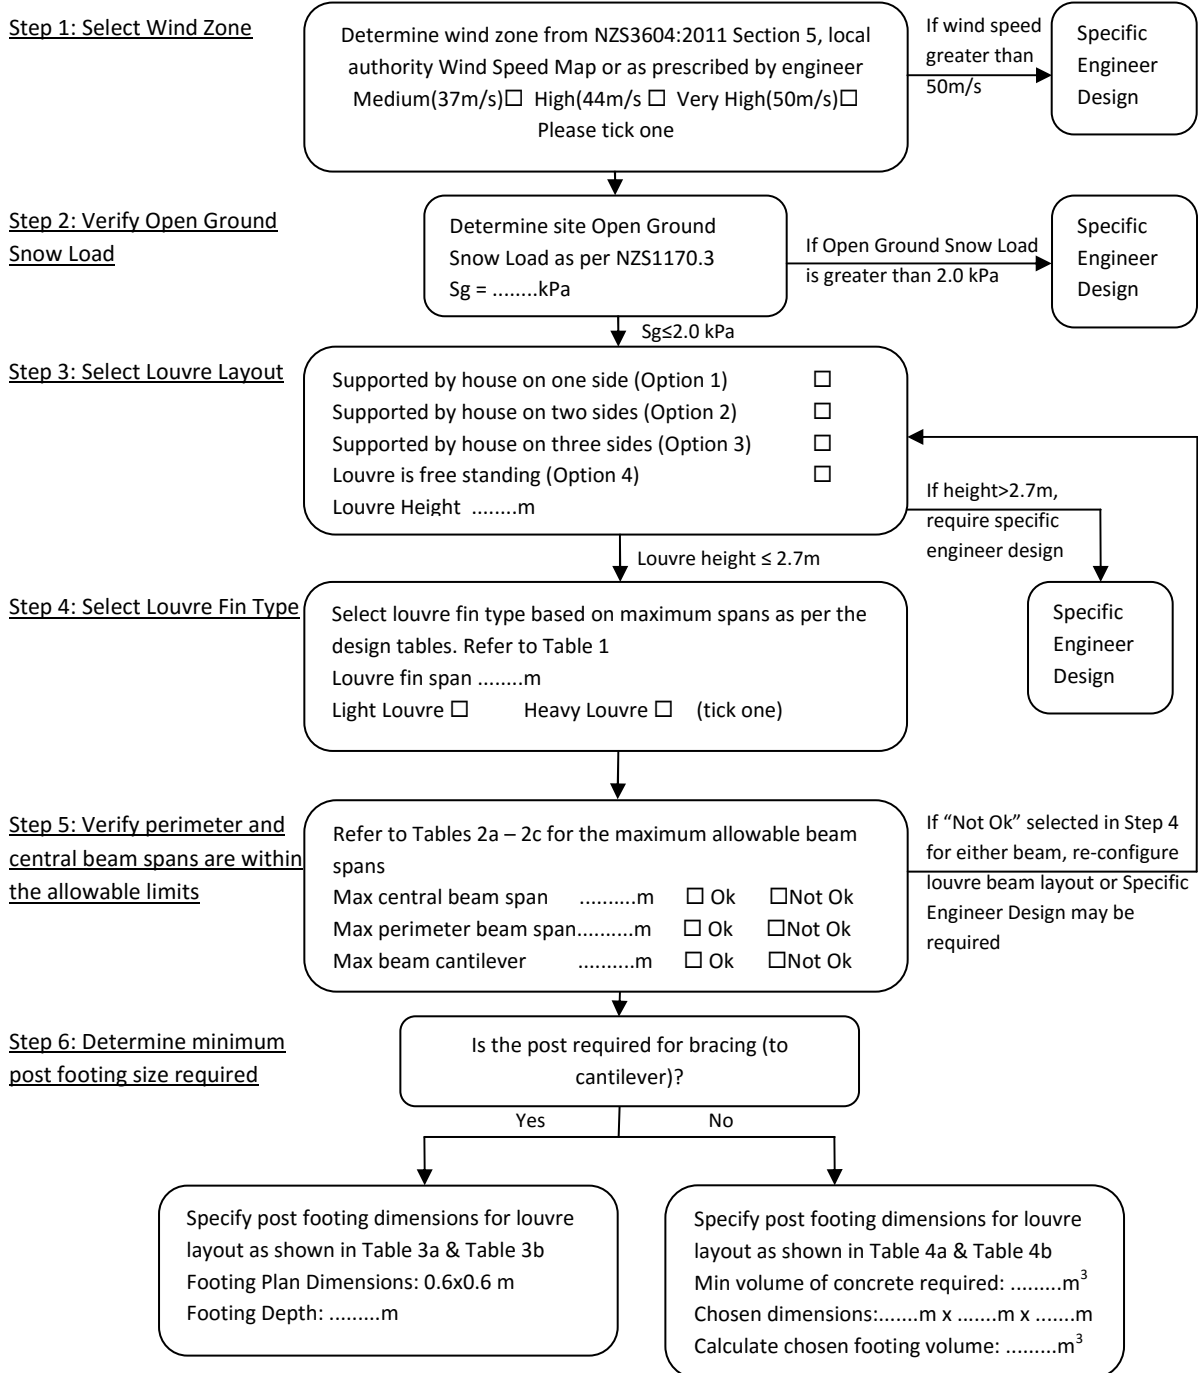 Step 1: Select Wind Zone
Determine wind zone from NZS3604:2011 Section 5, local
authority Wind Speed Map or as prescribed by engineer
Medium(37m/s)☐ High(44m/s ☐ Very High(50m/s)☐
Please tick one
If wind speed
greater than
50m/s
Specific
Engineer
Design
Step 2: Verify Open Ground
Snow Load
Determine site Open Ground
Snow Load as per NZS1170.3
Sg = ........kPa
If Open Ground Snow Load
is greater than 2.0 kPa
Specific
Engineer
Design
Sg≤2.0 kPa
Step 3: Select Louvre Layout
Supported by house on one side (Option 1) ☐
Supported by house on two sides (Option 2) ☐
Supported by house on three sides (Option 3) ☐
Louvre is free standing (Option 4) ☐
Louvre Height ........m
If height>2.7m,
require specific
engineer design
Louvre height ≤ 2.7m
Specific
Engineer
Design
Step 4: Select Louvre Fin Type
Select louvre fin type based on maximum spans as per the
design tables. Refer to Table 1
Louvre fin span ........m
Light Louvre ☐ Heavy Louvre ☐ (tick one)
Step 5: Verify perimeter and
central beam spans are within
the allowable limits
Refer to Tables 2a – 2c for the maximum allowable beam
spans
Max central beam span ..........m ☐ Ok ☐Not Ok
Max perimeter beam span..........m ☐ Ok ☐Not Ok
Max beam cantilever ..........m ☐ Ok ☐Not Ok
If “Not Ok” selected in Step 4
for either beam, re-configure
louvre beam layout or Specific
Engineer Design may be
required
Step 6: Determine minimum
post footing size required
Is the post required for bracing (to
cantilever)?
Yes
No
Specify post footing dimensions for louvre
layout as shown in Table 3a & Table 3b
Footing Plan Dimensions: 0.6x0.6 m
Footing Depth: .........m
Specify post footing dimensions for louvre
layout as shown in Table 4a & Table 4b
Min volume of concrete required: .........m³
Chosen dimensions:.......m x .......m x .......m
Calculate chosen footing volume: .........m³